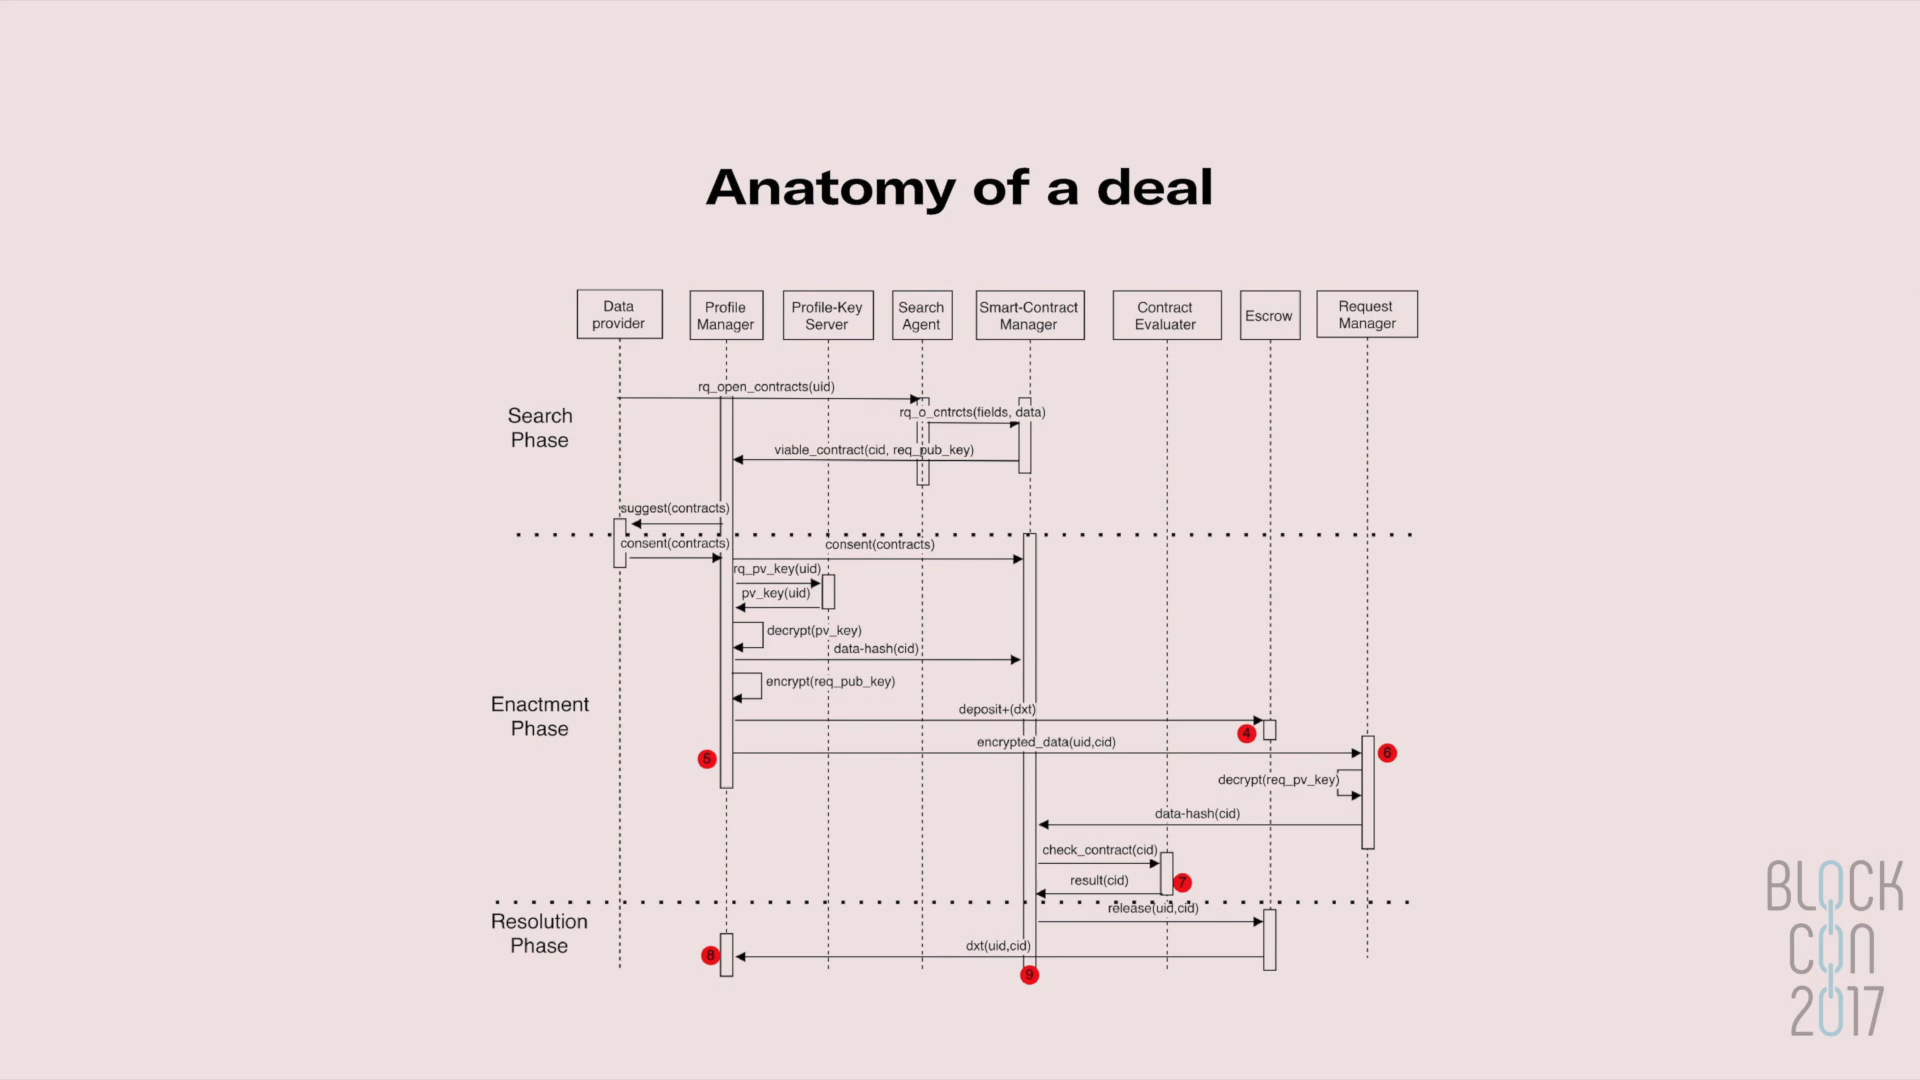 Anatomy of a deal
Data
provider
Profile
Manager
Profile-Key
Server
Search
Agent
Smart-Contract
Manager
Contract
Evaluater
Escrow
Request
Manager
Search
Phase
rq_open_contracts(uid)
rq_o_cntrcts(fields, data)
viable_contract(cid, req_pub_key)
suggest(contracts)
consent(contracts)
consent(contracts)
rq_pv_key(uid)
pv_key(uid)
decrypt(pv_key)
data-hash(cid)
encrypt(req_pub_key)
Enactment
Phase
deposit+(dxt)
4
encrypted_data(uid,cid)
5
6
decrypt(req_pv_key)
data-hash(cid)
check_contract(cid)
result(cid)
7
release(uid,cid)
Resolution
Phase
dxt(uid,cid)
8
9
BLOCK
CON
2017